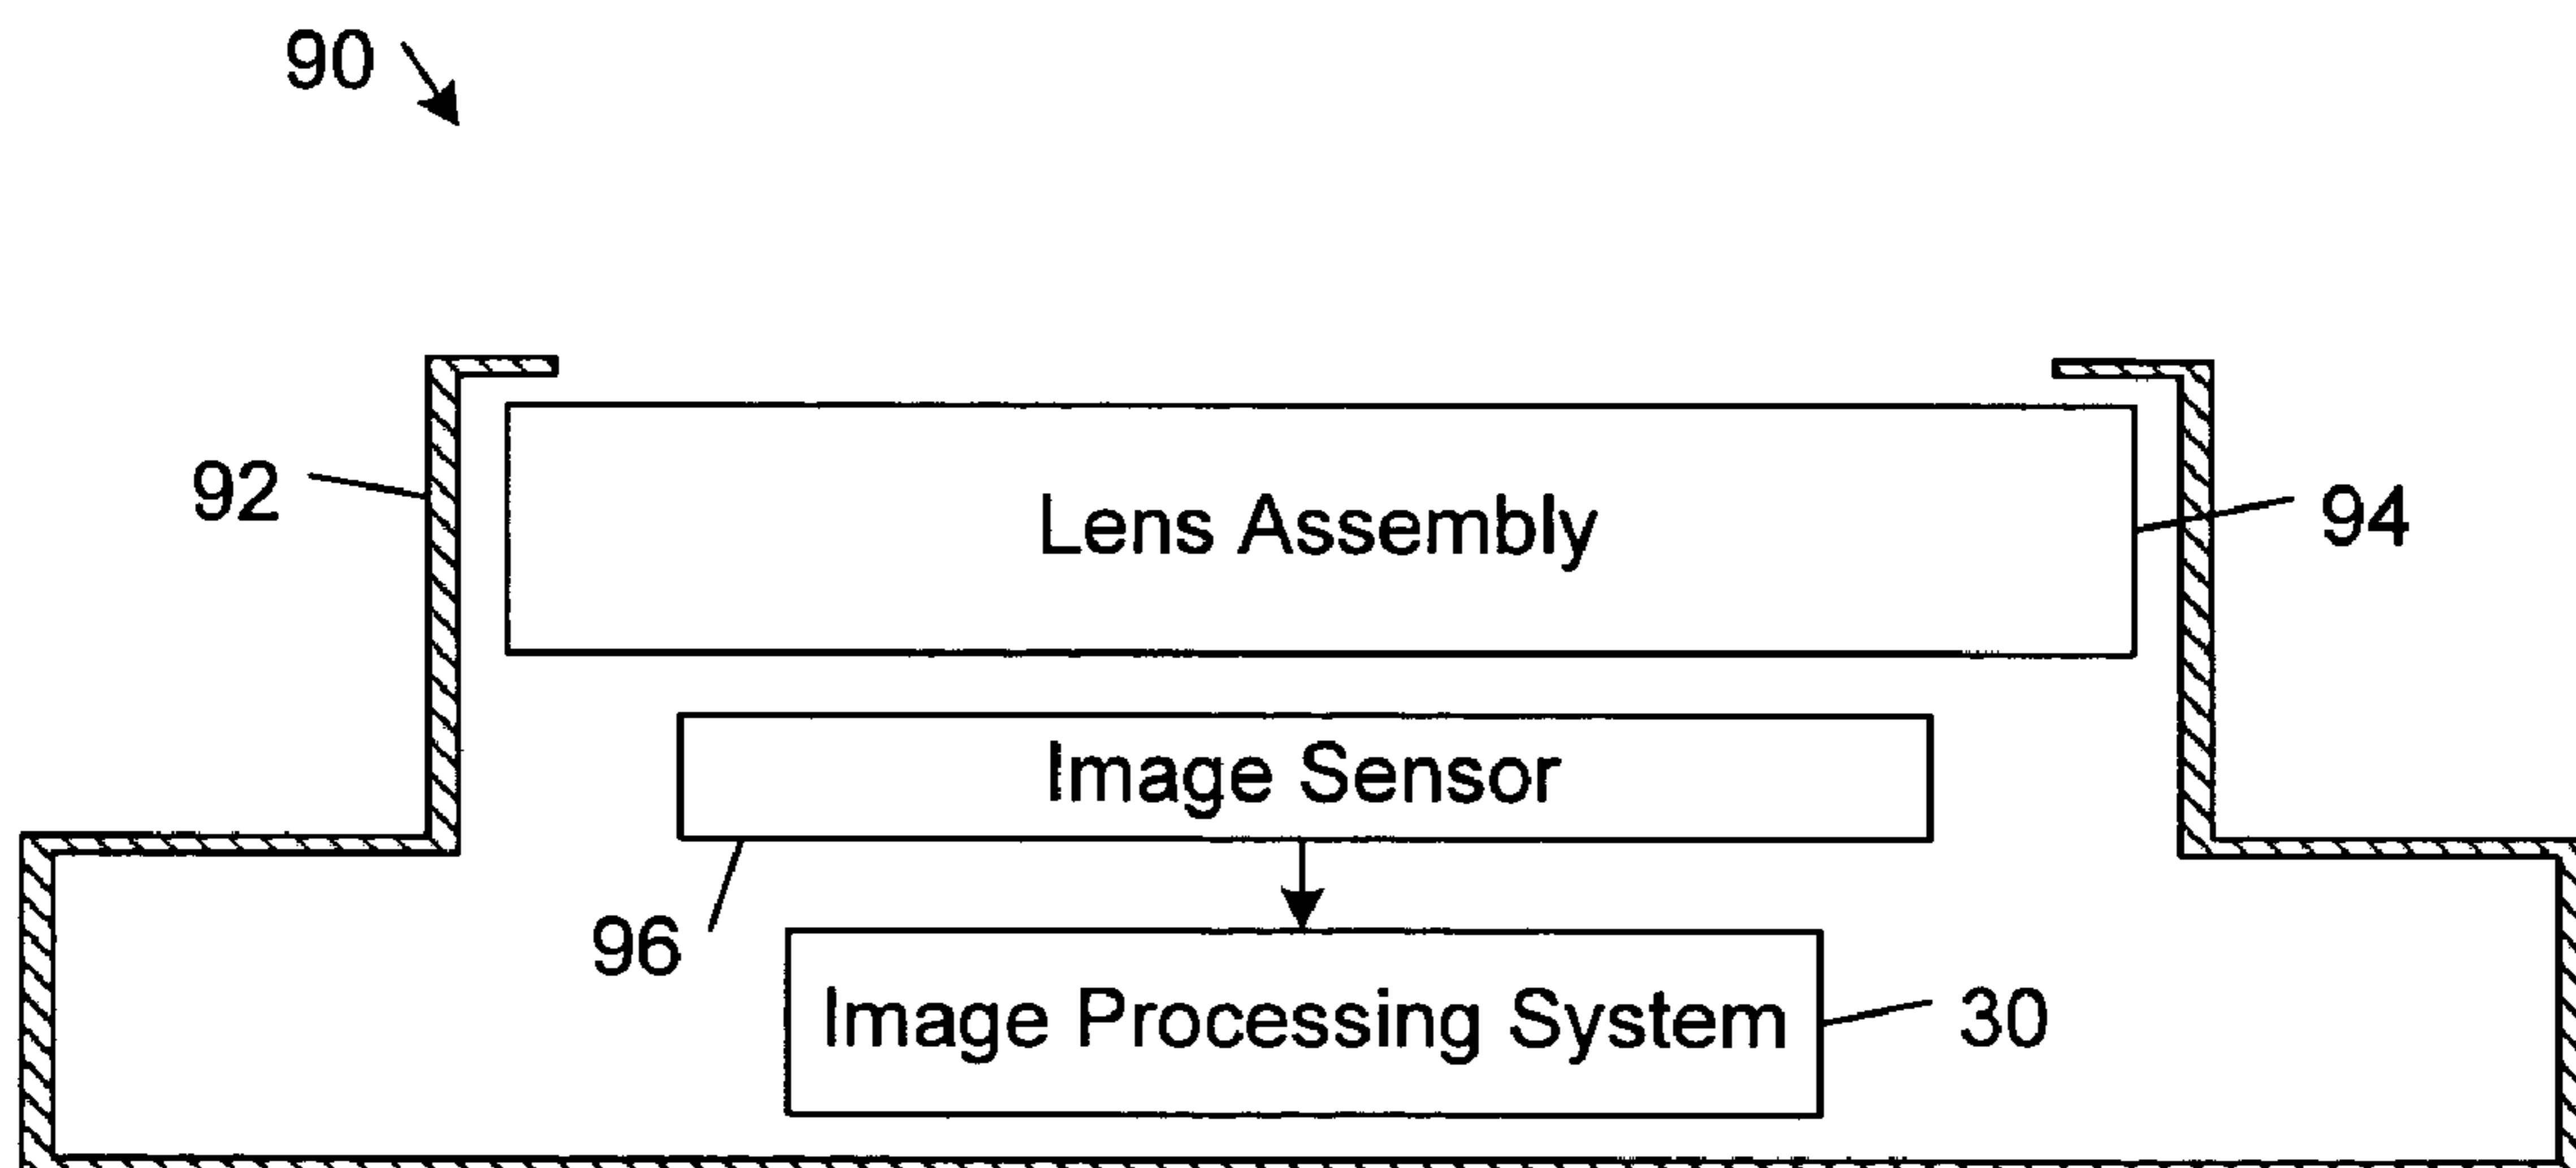 90
92
Lens Assembly
94
Image Sensor
96
Image Processing System
30